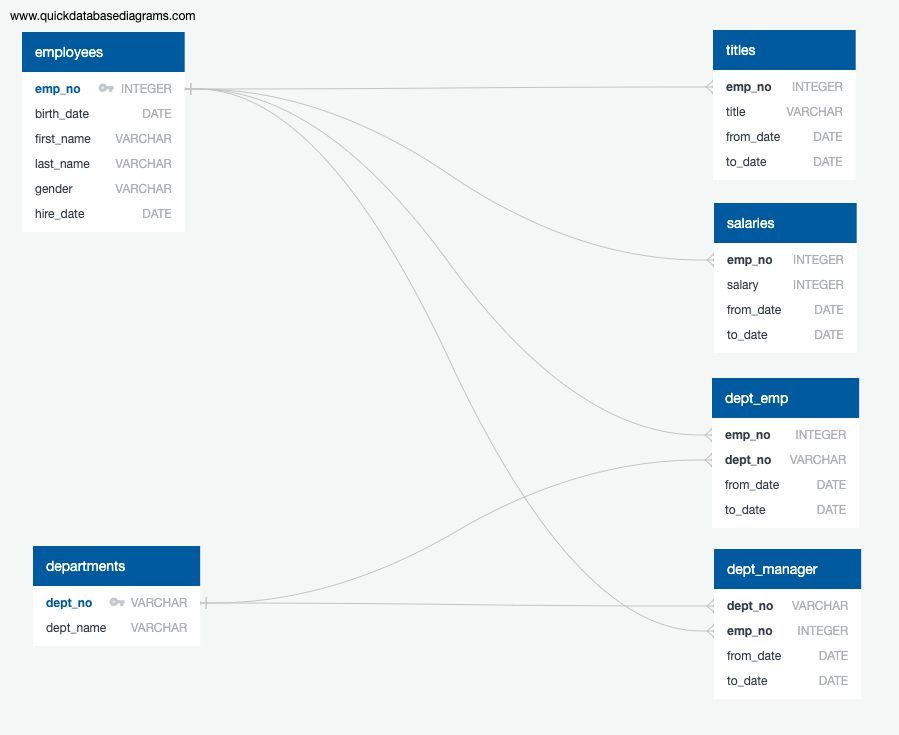 www.quickdatabasediagrams.com
employees
emp_no INTEGER
birth_date DATE
first_name VARCHAR
last_name VARCHAR
gender VARCHAR
hire_date DATE
departments
dept_no VARCHAR
dept_name VARCHAR
titles
emp_no INTEGER
title VARCHAR
from_date DATE
to_date DATE
salaries
emp_no INTEGER
salary INTEGER
from_date DATE
to_date DATE
dept_emp
emp_no INTEGER
dept_no VARCHAR
from_date DATE
to_date DATE
dept_manager
dept_no VARCHAR
emp_no INTEGER
from_date DATE
to_date DATE